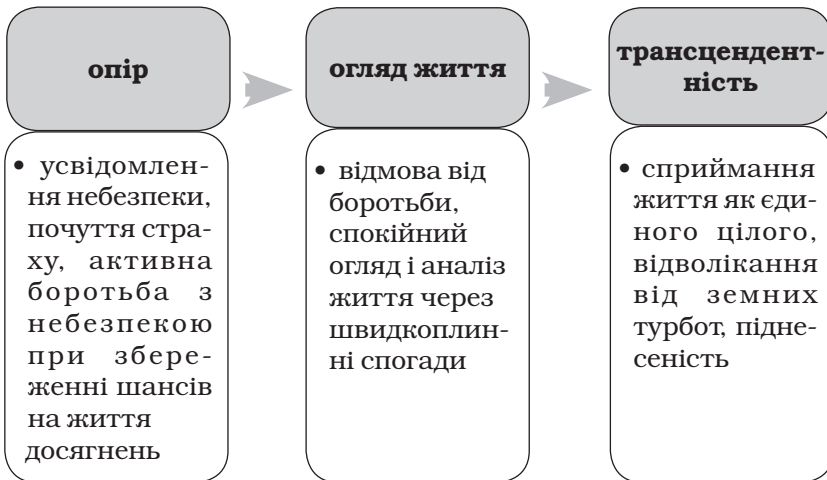 опір
• усвідомлен-
ня небезпеки,
почуття стра-
ху, активна
боротьба з
небезпекою
при збере-
женні шансів
на життя
досягнень
огляд життя
• відмова від
боротьби,
спокійний
огляд і аналіз
життя через
швидкоплин-
ні спогади
трансцендент-
ність
• сприймання
життя як єди-
ного цілого,
відволікання
від земних
турбот, підне-
сеність